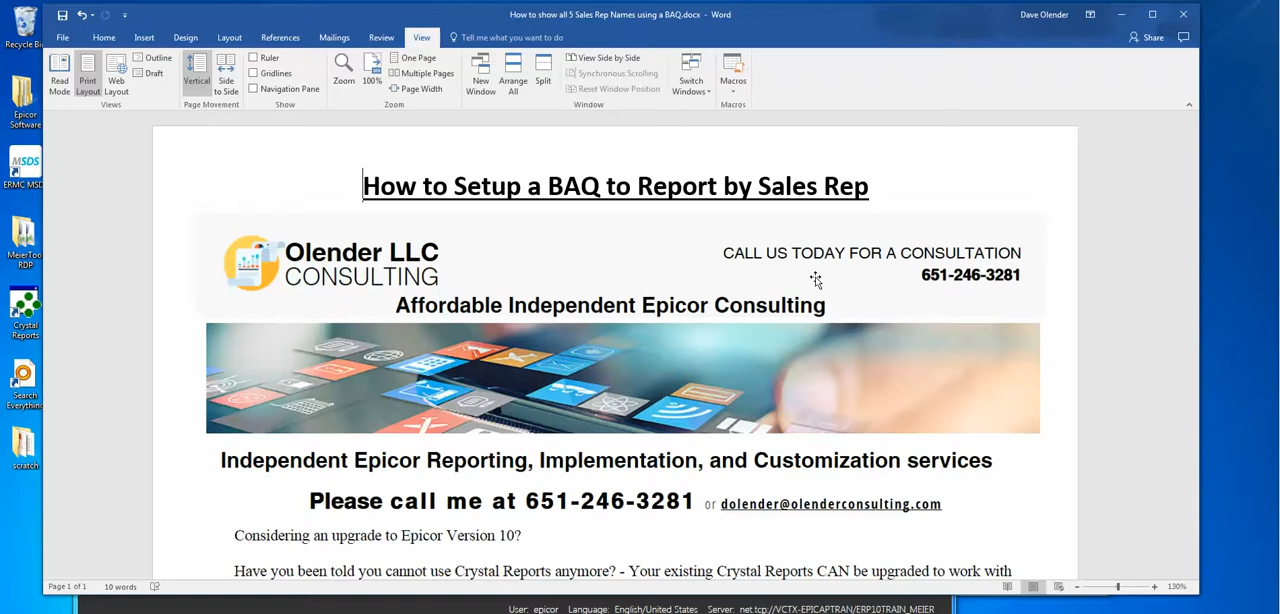 How to show all 5 Sales Rep Names using a BAQ.docx - Word
Dave Olender
File Home Insert Design Layout References Mailings Review View Tell me what you want to do
Share
Read Mode
Print Layout
Web Layout
Outline
Draft
Views
Vertical
Side to Side
Page Movement
Ruler
Gridlines
Navigation Pane
Show
Zoom
100%
One Page
Multiple Pages
Page Width
Zoom
New Window
Arrange All
Split
View Side by Side
Synchronous Scrolling
Reset Window Position
Window
Switch Windows
Macros
Macros
Recycle Bi
Epicor Software
MSDS
ERMC MSD
MeierToo RDP
Crystal Reports
Search Everythin
scratch
How to Setup a BAQ to Report by Sales Rep
Olender LLC
CONSULTING
CALL US TODAY FOR A CONSULTATION
651-246-3281
Affordable Independent Epicor Consulting
Independent Epicor Reporting, Implementation, and Customization services
Please call me at 651-246-3281 or dolender@olenderconsulting.com
Considering an upgrade to Epicor Version 10?
Have you been told you cannot use Crystal Reports anymore? - Your existing Crystal Reports CAN be upgraded to work with
Page 1 of 1 10 words
130%
User: epicor Language: English/United States Server: net.tcp://VCTX-EPICAPTRAN/ERP10TRAIN_MEIER